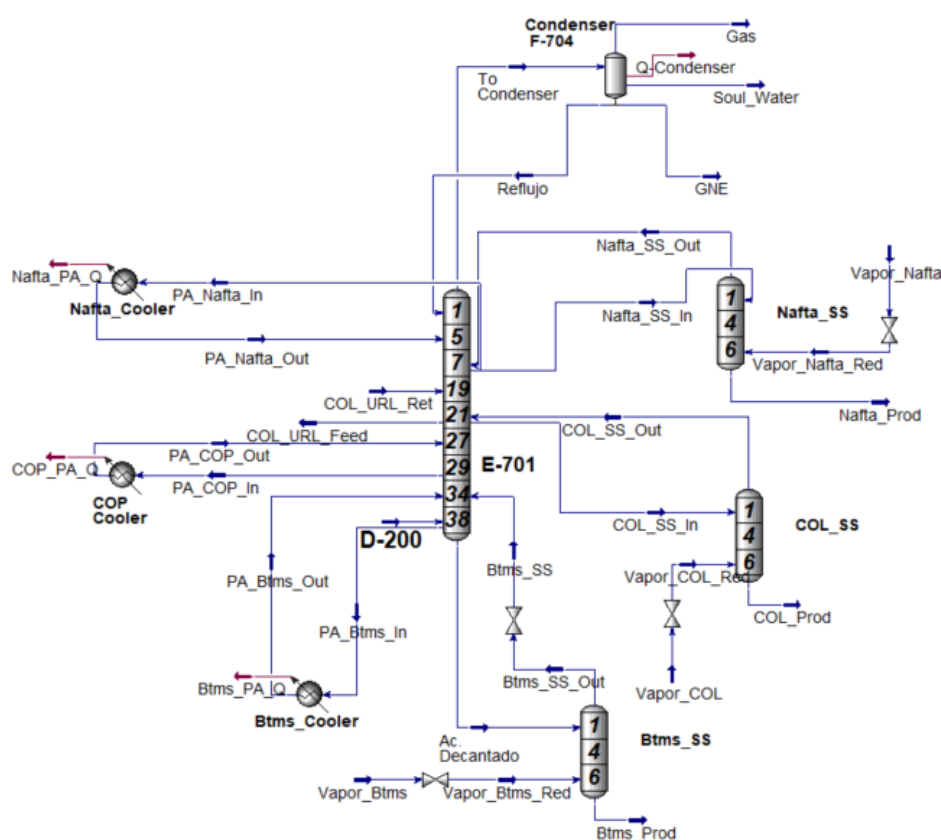 Condenser
F-704
Gas
Q-Condenser
To
Condenser
Soul_Water
Reflujo
GNE
Nafta_SS_Out
Vapor_Nafta
Nafta_PA_Q
PA_Nafta_In
Nafta_Cooler
Nafta_SS_In
Nafta_SS
1
4
6
1
5
7
19
21
27
29
34
38
PA_Nafta_Out
Vapor_Nafta_Red
Nafta_Prod
COL_URL_Ret
COL_SS_Out
COL_URL_Feed
PA_COP_Out
E-701
COP_PA_Q
PA_COP_In
COP
Cooler
COL_SS_In
COL_SS
1
4
6
D-200
Btms_SS
Vapor_COL_Red
PA_Btms_Out
PA_Btms_In
COL_Prod
Btms_PA_Q
Btms_Cooler
Btms_SS_Out
Vapor_COL
Ac.
Decantado
1
4
6
Btms_SS
Vapor_Btms
Vapor_Btms_Red
Btms_Prod